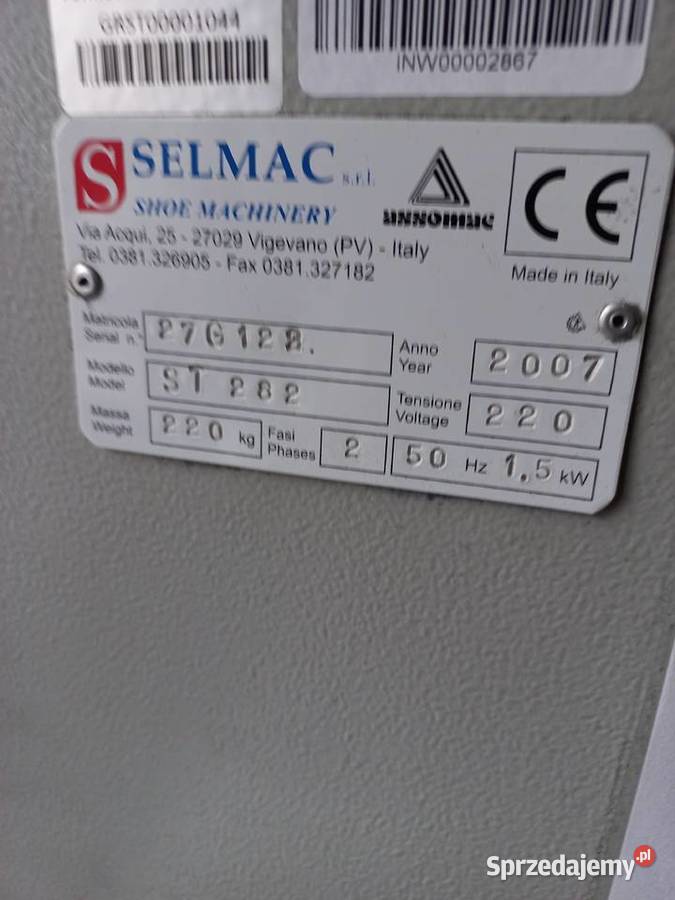 GRST00001044
INW00002867
S SELMAC s.r.l.
SHOE MACHINERY
assomac
CE
Via Acqui, 25 - 27029 Vigevano (PV) - Italy
Tel. 0381.326905 - Fax 0381.327182
Made in Italy
Matricola
Serial n.° 27G128.
Anno
Year 2007
Modello
Model ST 282
Tensione
Voltage 220
Massa
Weight 220 kg
Fasi
Phases 2
50 Hz 1,5 kW
Sprzedajemy.pl